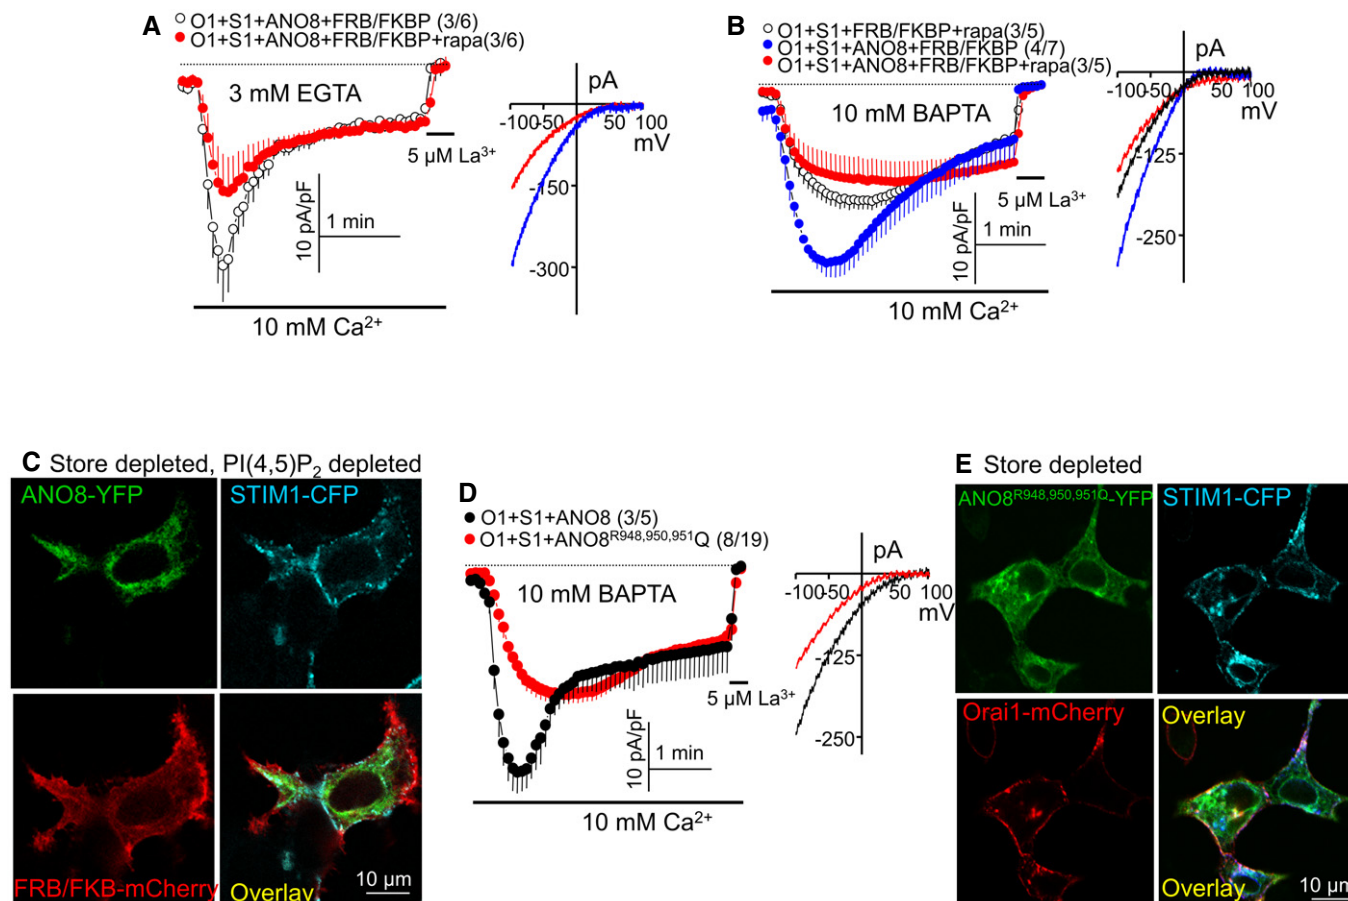 A
O1+S1+ANO8+FRB/FKBP (3/6)
O1+S1+ANO8+FRB/FKBP+rapa(3/6)
3 mM EGTA
5 µM La³⁺
10 pA/pF
1 min
10 mM Ca²⁺
pA
-100
-50
50
100
mV
-150
-300
B
O1+S1+FRB/FKBP+rapa(3/5)
O1+S1+ANO8+FRB/FKBP (4/7)
O1+S1+ANO8+FRB/FKBP+rapa(3/5)
10 mM BAPTA
5 µM La³⁺
10 pA/pF
1 min
10 mM Ca²⁺
pA
-100
-50
50
100
mV
-125
-250
C Store depleted, PI(4,5)P₂ depleted
ANO8-YFP
STIM1-CFP
FRB/FKB-mCherry
Overlay
10 µm
D
O1+S1+ANO8 (3/5)
O1+S1+ANO8ᴿ⁹⁴⁸,⁹⁵⁰,⁹⁵¹Q (8/19)
10 mM BAPTA
5 µM La³⁺
10 pA/pF
1 min
10 mM Ca²⁺
pA
-100
-50
50
100
mV
-125
-250
E Store depleted
ANO8ᴿ⁹⁴⁸,⁹⁵⁰,⁹⁵¹Q-YFP
STIM1-CFP
Orai1-mCherry
Overlay
Overlay
10 µm